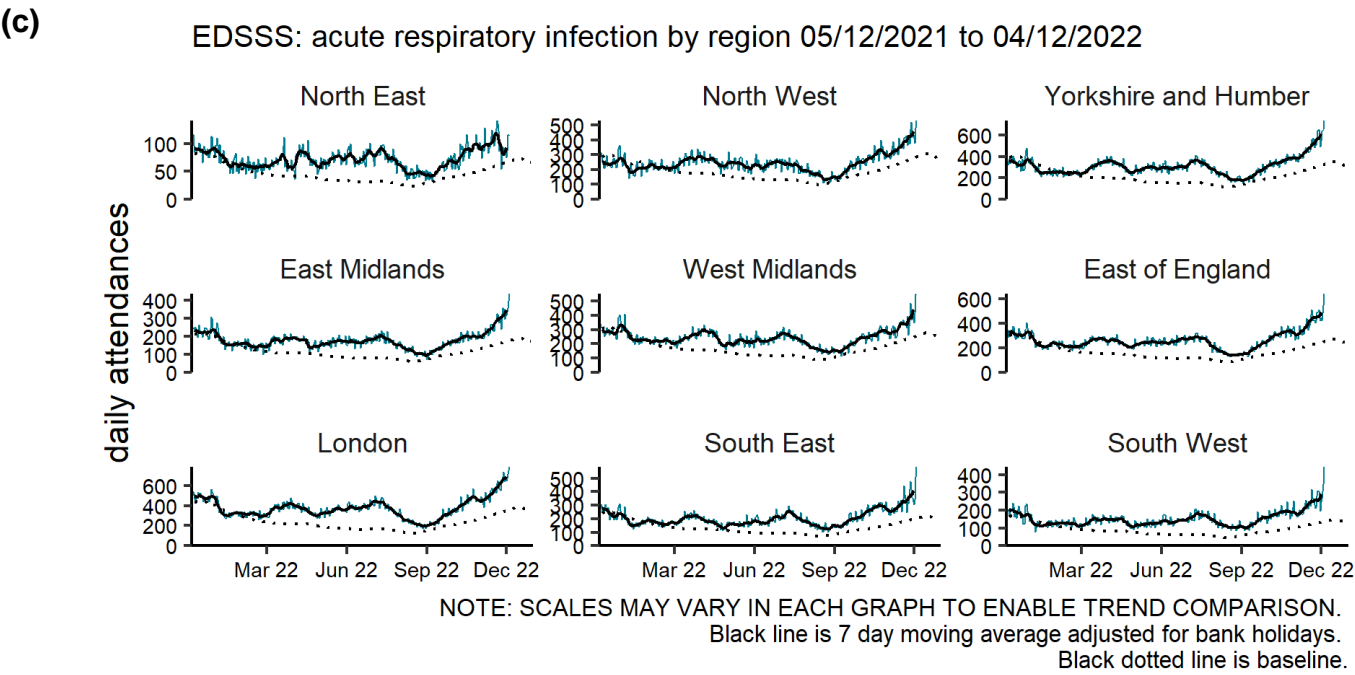 (c)
EDSSS: acute respiratory infection by region 05/12/2021 to 04/12/2022
daily attendances
North East
100
50
0
North West
500
400
300
200
100
0
Yorkshire and Humber
600
400
200
0
East Midlands
400
300
200
100
0
West Midlands
500
400
300
200
100
0
East of England
600
400
200
0
London
600
400
200
0
South East
500
400
300
200
100
0
South West
400
300
200
100
0
Mar 22 Jun 22 Sep 22 Dec 22
Mar 22 Jun 22 Sep 22 Dec 22
Mar 22 Jun 22 Sep 22 Dec 22
NOTE: SCALES MAY VARY IN EACH GRAPH TO ENABLE TREND COMPARISON.
Black line is 7 day moving average adjusted for bank holidays.
Black dotted line is baseline.